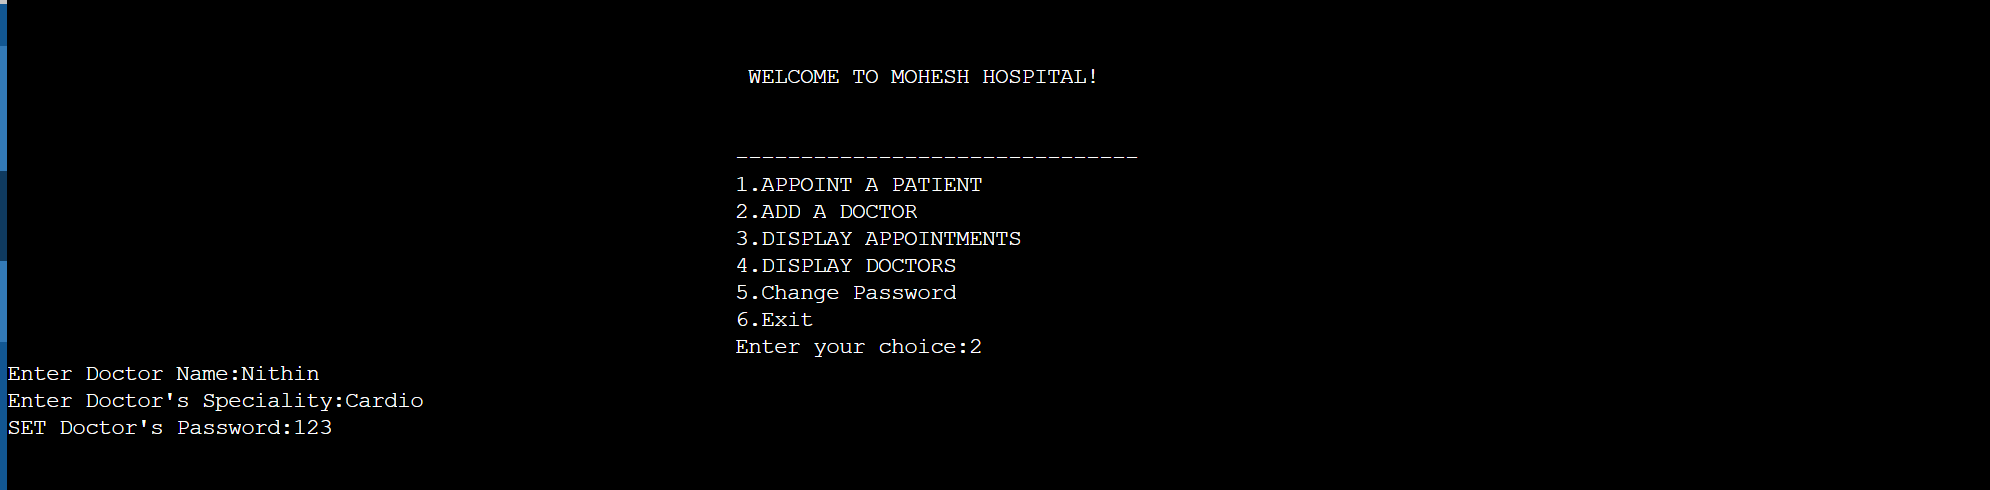 WELCOME TO MOHESH HOSPITAL!
-------------------------------
1.APPOINT A PATIENT
2.ADD A DOCTOR
3.DISPLAY APPOINTMENTS
4.DISPLAY DOCTORS
5.Change Password
6.Exit
Enter your choice:2
Enter Doctor Name:Nithin
Enter Doctor's Speciality:Cardio
SET Doctor's Password:123